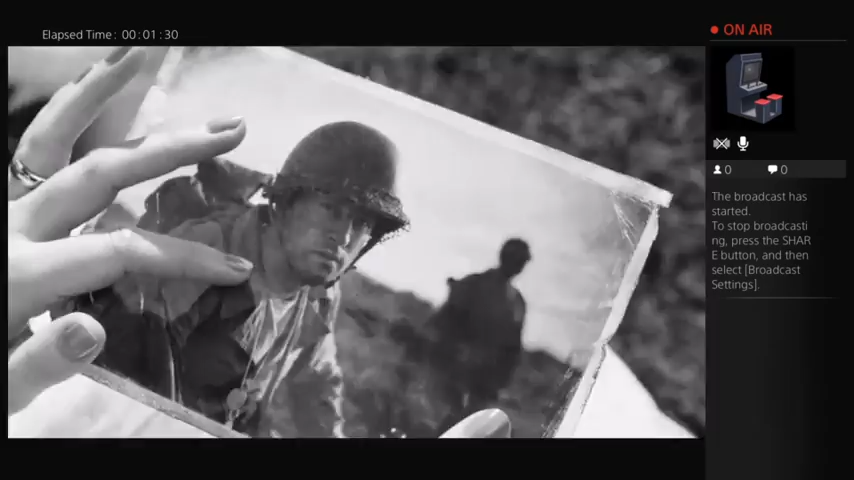 Elapsed Time: 00:01:30
ON AIR
0 0
The broadcast has
started.
To stop broadcasti
ng, press the SHAR
E button, and then
select [Broadcast
Settings].